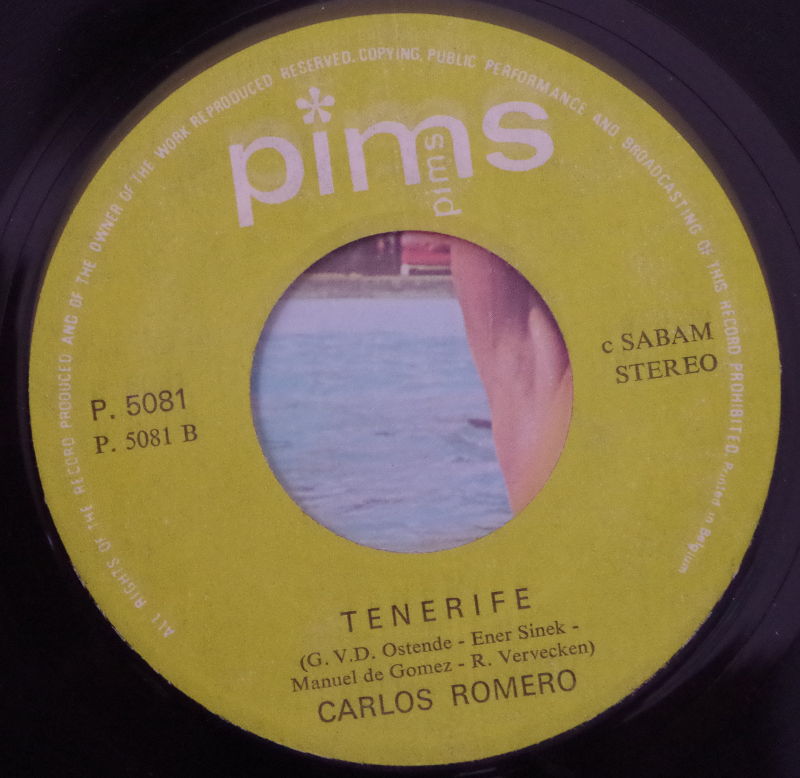 ALL RIGHTS OF THE RECORD PRODUCED AND OF THE OWNER OF THE WORK REPRODUCED RESERVED. COPYING, PUBLIC PERFORMANCE AND BROADCASTING OF THIS RECORD PROHIBITED. Printed in Belgium
pims
pims
c SABAM
STEREO
P. 5081
P. 5081 B
TENERIFE
(G. V.D. Ostende - Ener Sinek -
Manuel de Gomez - R. Vervecken)
CARLOS ROMERO